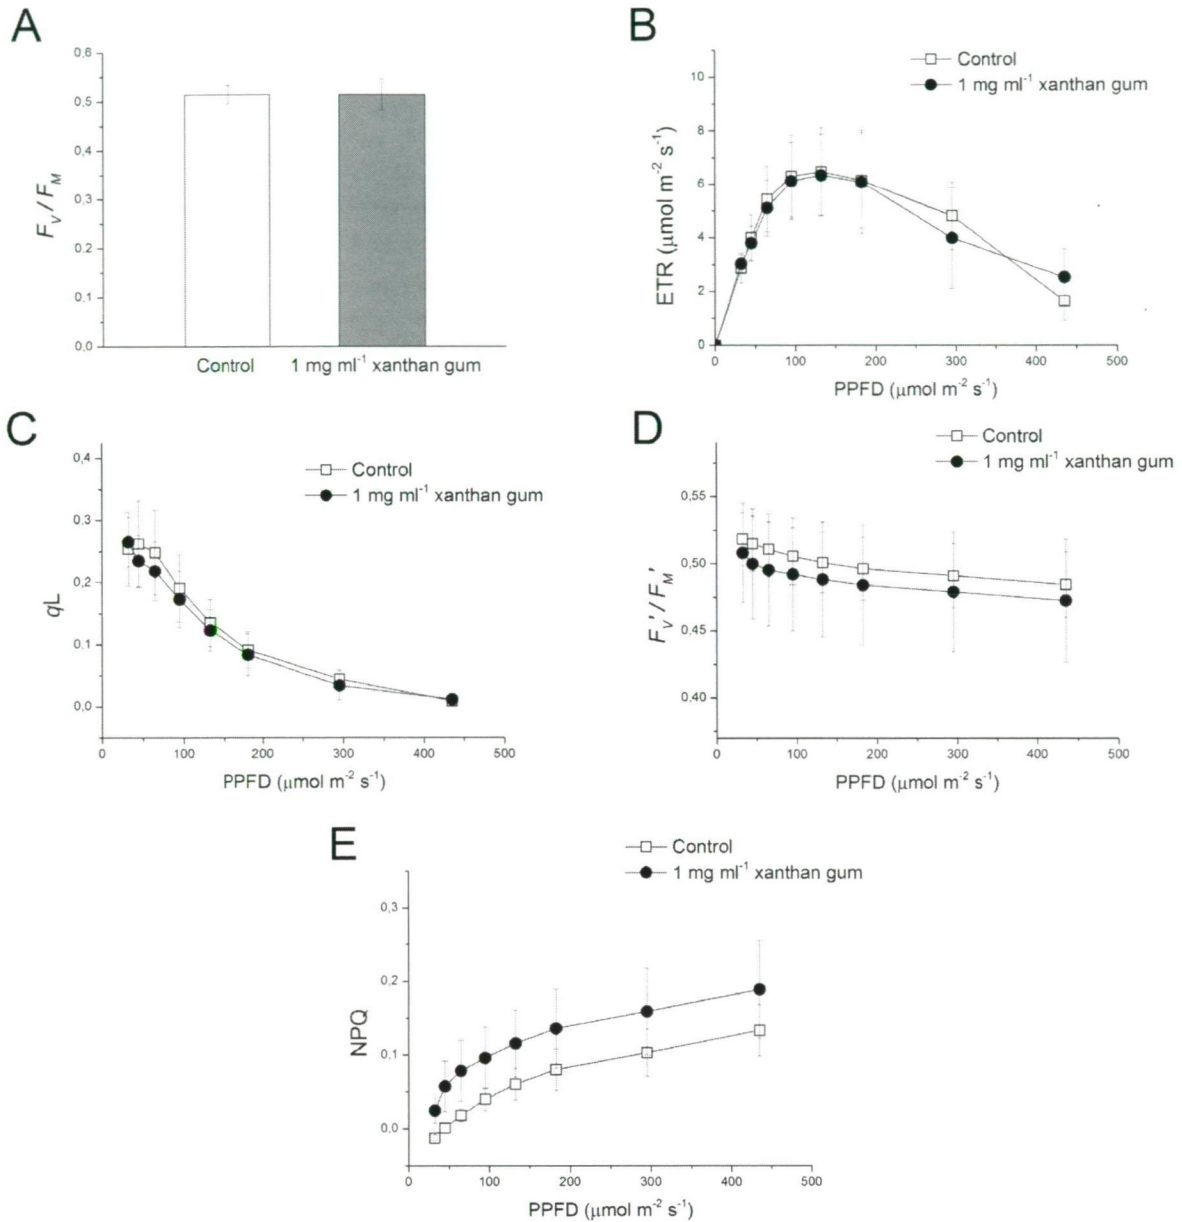 A
0,6
0,5
0,4
0,3
0,2
0,1
0,0
F_V / F_M
Control
1 mg ml⁻¹ xanthan gum
B
Control
1 mg ml⁻¹ xanthan gum
10
8
6
4
2
0
ETR (μmol m⁻² s⁻¹)
0 100 200 300 400 500
PPFD (μmol m⁻² s⁻¹)
C
Control
1 mg ml⁻¹ xanthan gum
0,4
0,3
0,2
0,1
0,0
qL
0 100 200 300 400 500
PPFD (μmol m⁻² s⁻¹)
D
Control
1 mg ml⁻¹ xanthan gum
0,55
0,50
0,45
0,40
F_V' / F_M'
0 100 200 300 400 500
PPFD (μmol m⁻² s⁻¹)
E
Control
1 mg ml⁻¹ xanthan gum
0,3
0,2
0,1
0,0
NPQ
0 100 200 300 400 500
PPFD (μmol m⁻² s⁻¹)